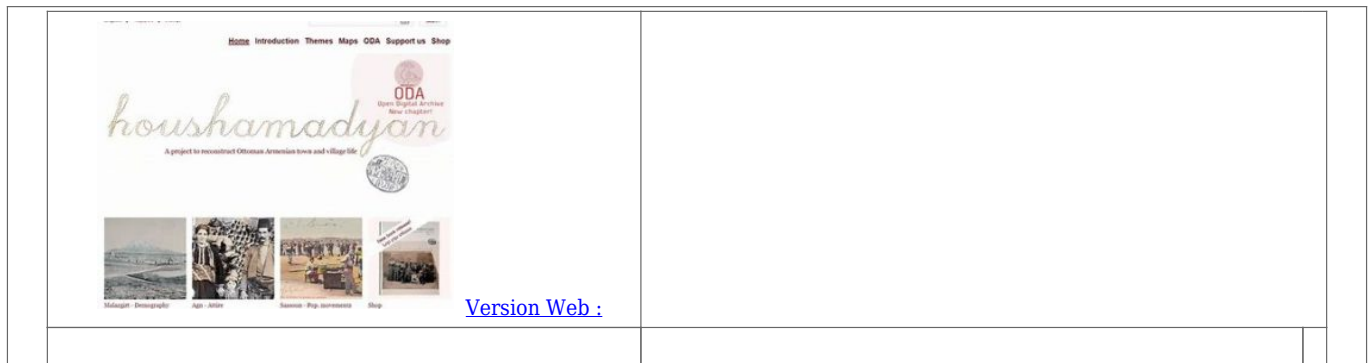 Home Introduction Themes Maps ODA Support us Shop
ODA
Open Digital Archive
New chapter!
houshamadyan
A project to reconstruct Ottoman Armenian town and village life
Malazgirt - Demography Agn - Attire Sassoun - Pop. movements Shop
Version Web :